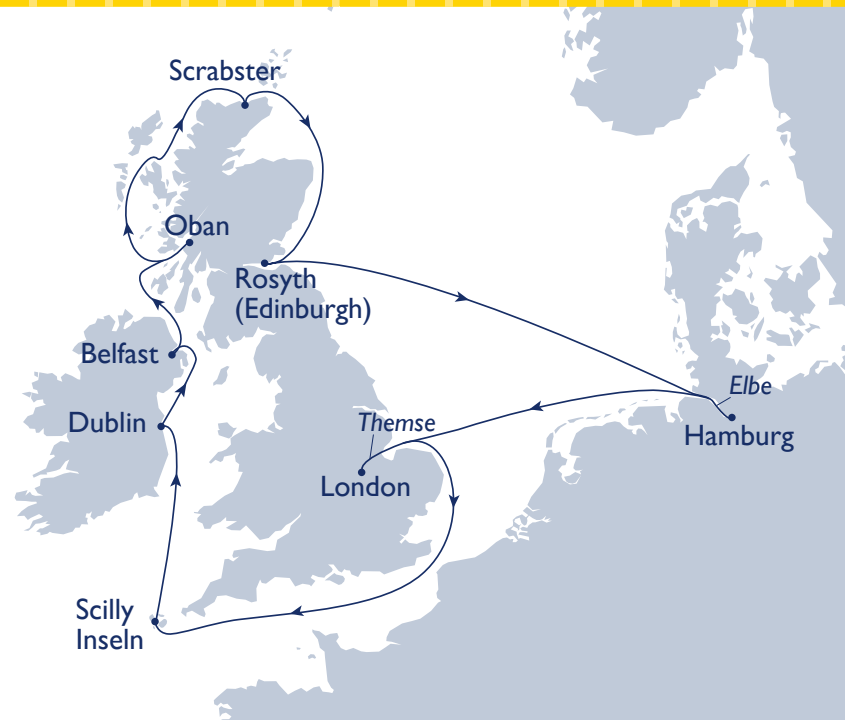 Scrabster
Oban
Rosyth
(Edinburgh)
Belfast
Elbe
Dublin
Themse
Hamburg
London
Scilly
Inseln